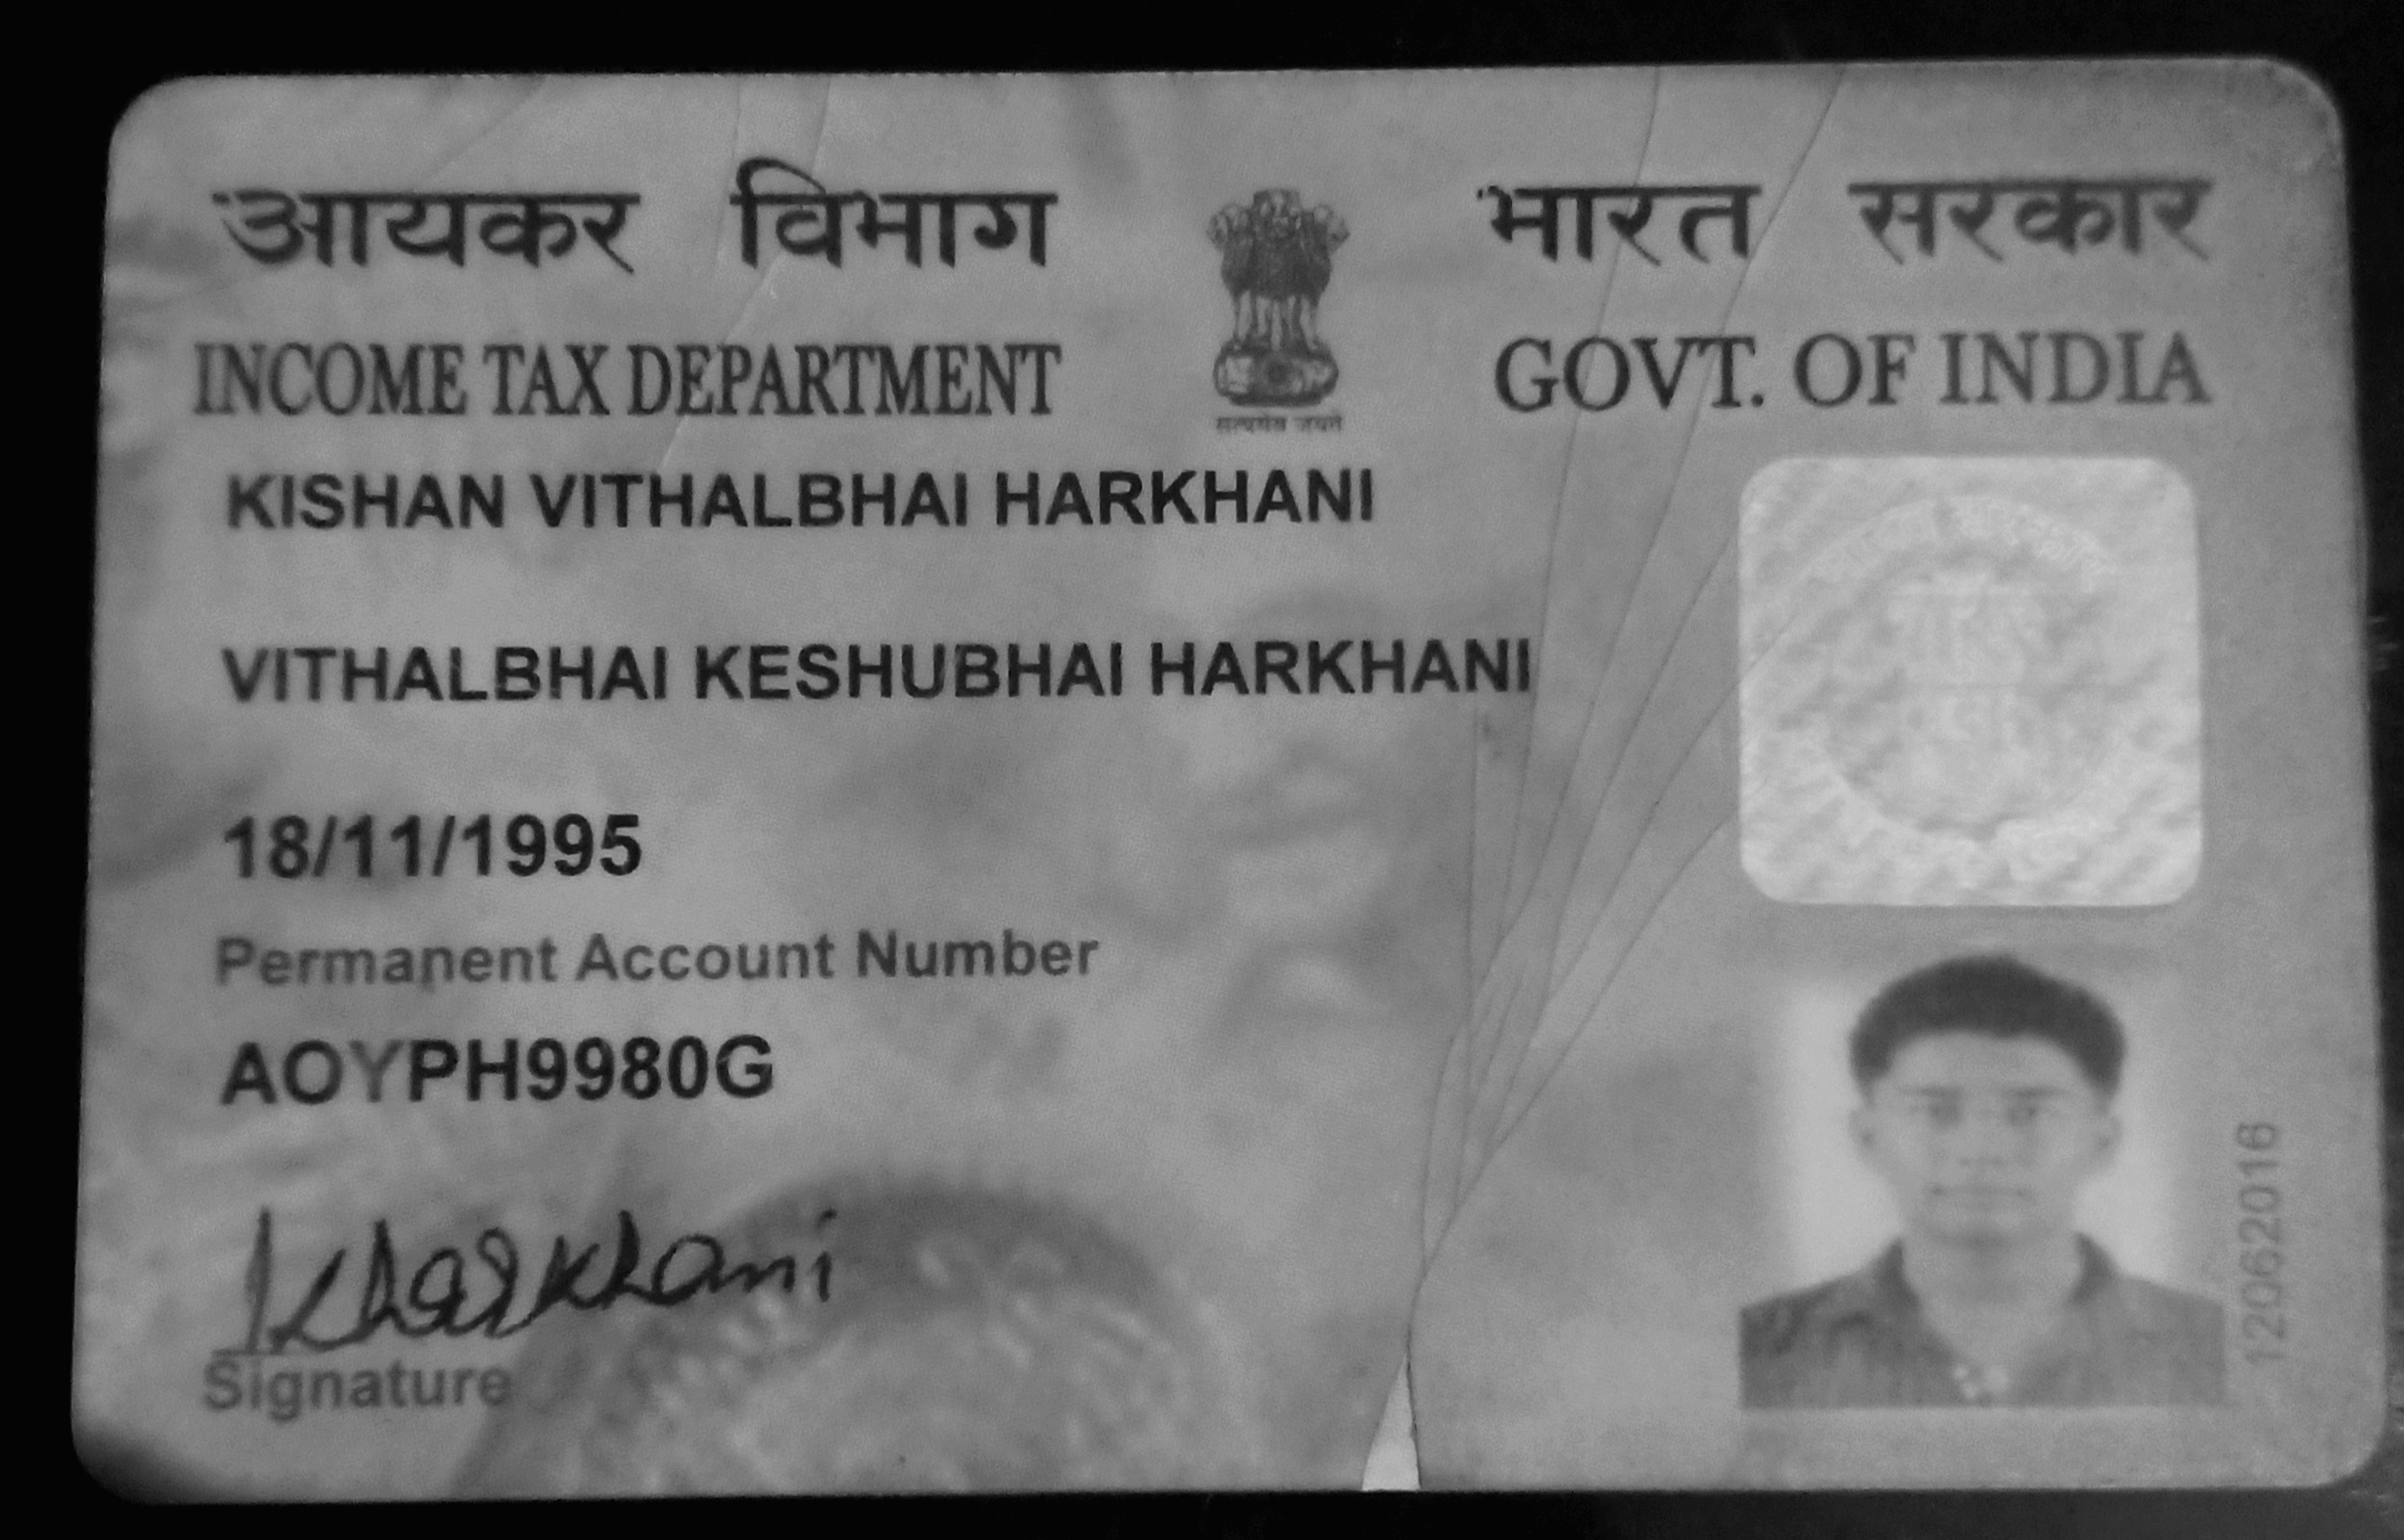 आयकर विभाग
भारत सरकार
INCOME TAX DEPARTMENT
GOVT. OF INDIA
सत्यमेव जयते
KISHAN VITHALBHAI HARKHANI
VITHALBHAI KESHUBHAI HARKHANI
18/11/1995
Permanent Account Number
AOYPH9980G
KHarkhani
Signature
12062016